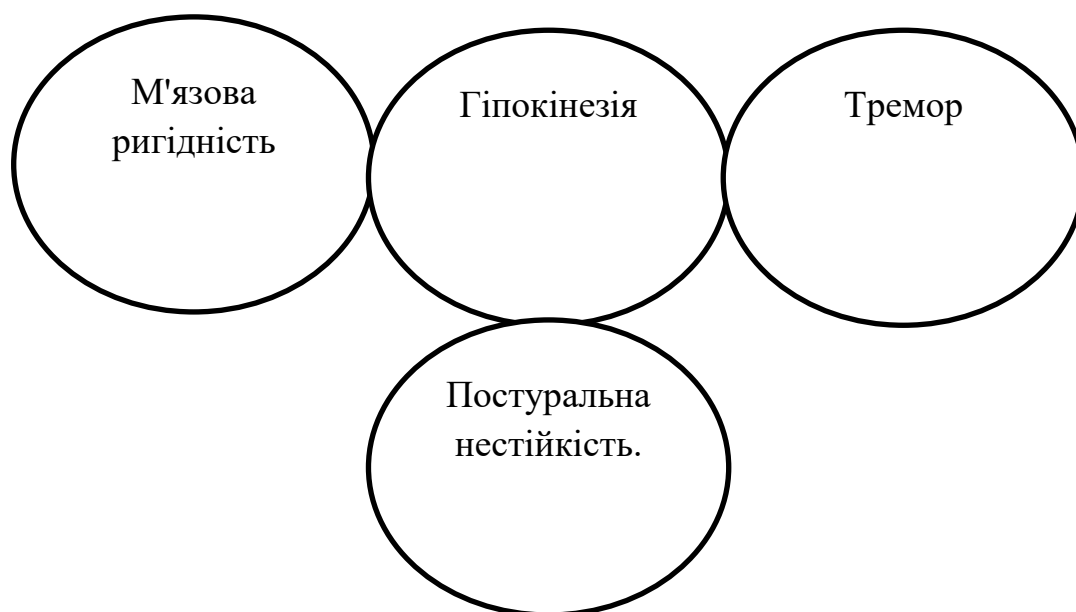 М'язова
ригідність
Гіпокінезія
Тремор
Постуральна
нестійкість.